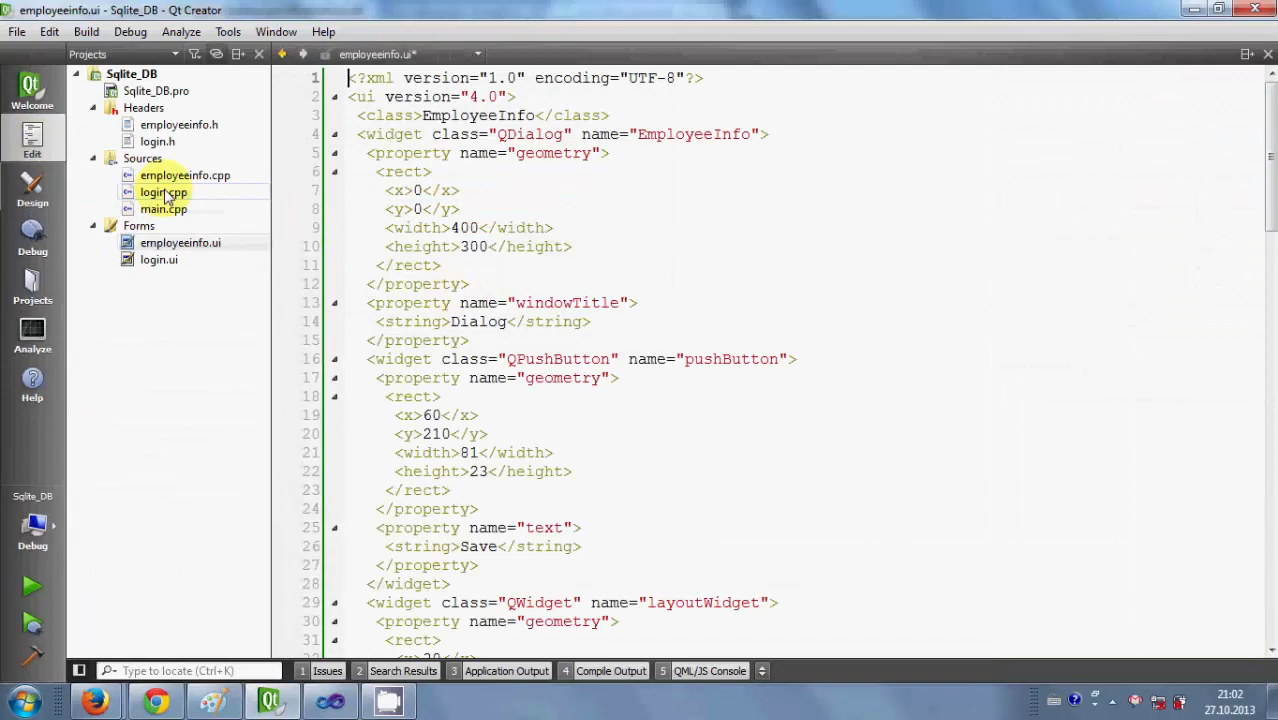 employeeinfo.ui - Sqlite_DB - Qt Creator
File Edit Build Debug Analyze Tools Window Help
Projects
employeeinfo.ui*
Qt
Welcome
Edit
Design
Debug
Projects
Analyze
Help
Sqlite_DB
Debug
Sqlite_DB
Sqlite_DB.pro
Headers
employeeinfo.h
login.h
Sources
employeeinfo.cpp
login.cpp
main.cpp
Forms
employeeinfo.ui
login.ui
1 <?xml version="1.0" encoding="UTF-8"?>
2 <ui version="4.0">
3 <class>EmployeeInfo</class>
4 <widget class="QDialog" name="EmployeeInfo">
5 <property name="geometry">
6 <rect>
7 <x>0</x>
8 <y>0</y>
9 <width>400</width>
10 <height>300</height>
11 </rect>
12 </property>
13 <property name="windowTitle">
14 <string>Dialog</string>
15 </property>
16 <widget class="QPushButton" name="pushButton">
17 <property name="geometry">
18 <rect>
19 <x>60</x>
20 <y>210</y>
21 <width>81</width>
22 <height>23</height>
23 </rect>
24 </property>
25 <property name="text">
26 <string>Save</string>
27 </property>
28 </widget>
29 <widget class="QWidget" name="layoutWidget">
30 <property name="geometry">
31 <rect>
Type to locate (Ctrl+K)
1 Issues 2 Search Results 3 Application Output 4 Compile Output 5 QML/JS Console
21:02
27.10.2013